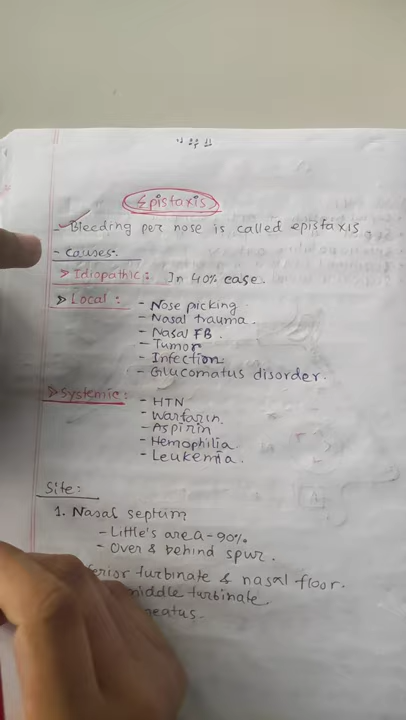 Epistaxis
- Bleeding per nose is called epistaxis.
- Causes:-
> Idiopathic: In 40% case.
> Local : - Nose picking
- Nasal trauma.
- Nasal FB.
- Tumor
- Infection.
- Glucomatus disorder.
> Systemic : - HTN
- Warfarin
- Aspirin
- Hemophilia
- Leukemia.
Site:
1. Nasal septum
- Little's area - 90%.
- Over & behind spur.
turbinate & nasal floor.
middle turbinate.